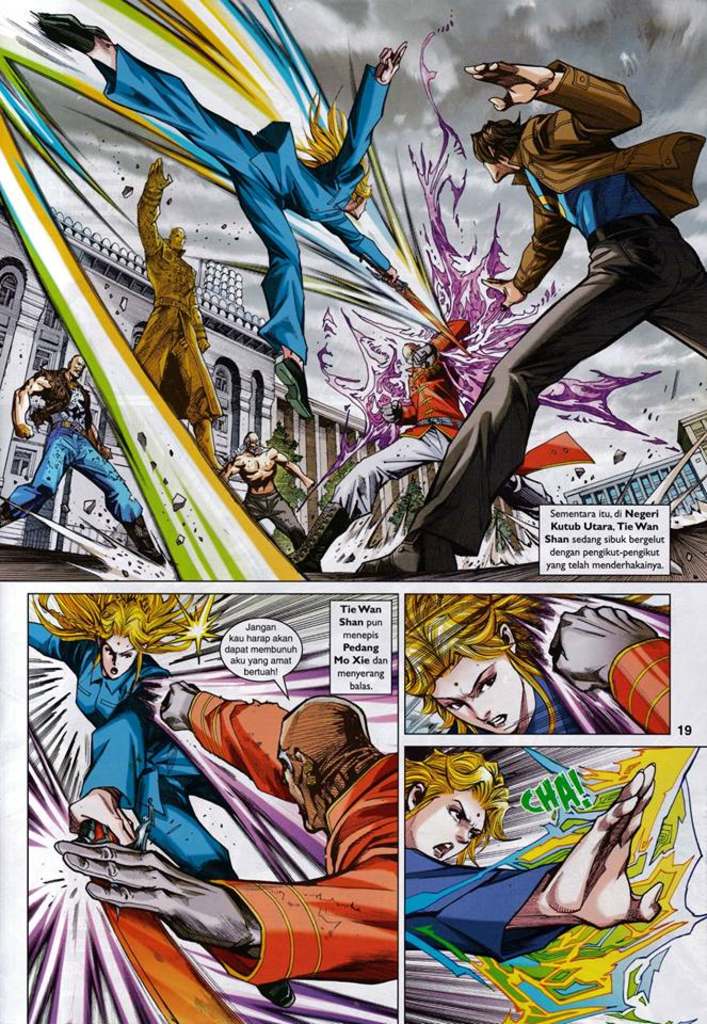 Sementara itu, di Negeri
Kutub Utara, Tie Wan
Shan sedang sibuk bergelut
dengan pengikut-pengikut
yang telah menderhakainya.
Jangan
kau harap akan
dapat membunuh
aku yang amat
bertuah!
Tie Wan
Shan pun
menepis
Pedang
Mo Xie dan
menyerang
balas.
19
CHA!